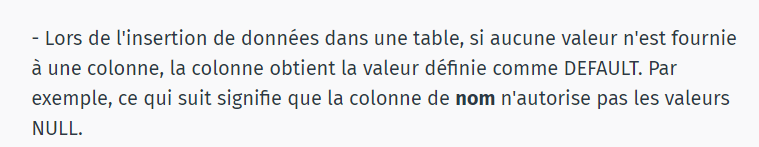 - Lors de l'insertion de données dans une table, si aucune valeur n'est fournie
à une colonne, la colonne obtient la valeur définie comme DEFAULT. Par
exemple, ce qui suit signifie que la colonne de nom n'autorise pas les valeurs
NULL.